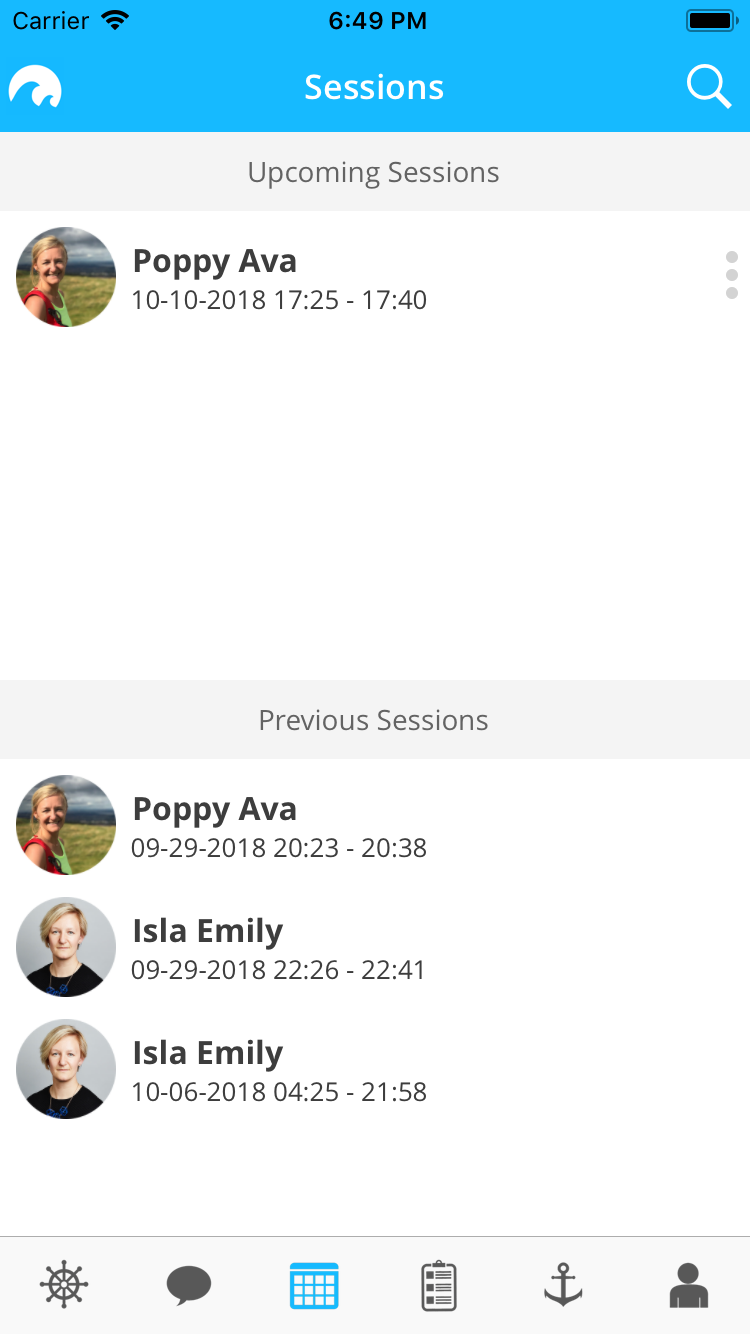 Carrier 6:49 PM
Sessions
Upcoming Sessions
Poppy Ava
10-10-2018 17:25 - 17:40
Previous Sessions
Poppy Ava
09-29-2018 20:23 - 20:38
Isla Emily
09-29-2018 22:26 - 22:41
Isla Emily
10-06-2018 04:25 - 21:58